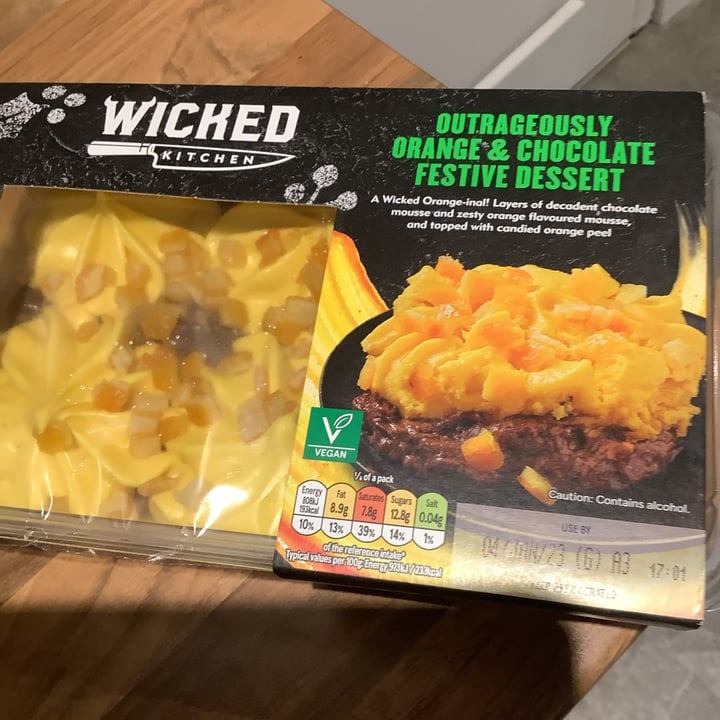 WICKED
KITCHEN
OUTRAGEOUSLY
ORANGE & CHOCOLATE
FESTIVE DESSERT
A Wicked Orange-inal! Layers of decadent chocolate
mousse and zesty orange flavoured mousse,
and topped with candied orange peel
V
VEGAN
Caution: Contains alcohol.
¼ of a pack
Energy 808kJ 193kcal 10%
Fat 8.9g 13%
Saturates 7.8g 39%
Sugars 12.8g 14%
Salt 0.04g 1%
of the reference intake*
Typical values per 100g: Energy 973kJ / 233kcal
USE BY
04 JAN/23 (G) A3 17:01
KEEP REFRIGERATED